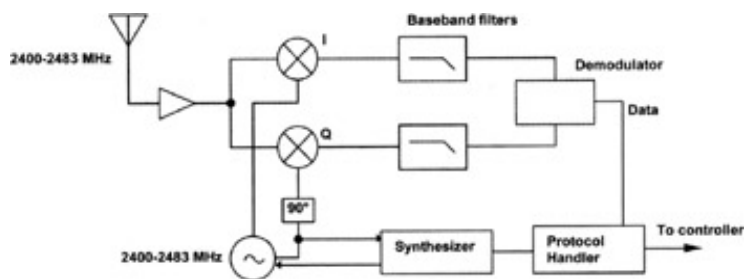 Baseband filters
I
2400-2483 MHz
Demodulator
Data
Q
90°
To controller
2400-2483 MHz
Synthesizer
Protocol
Handler